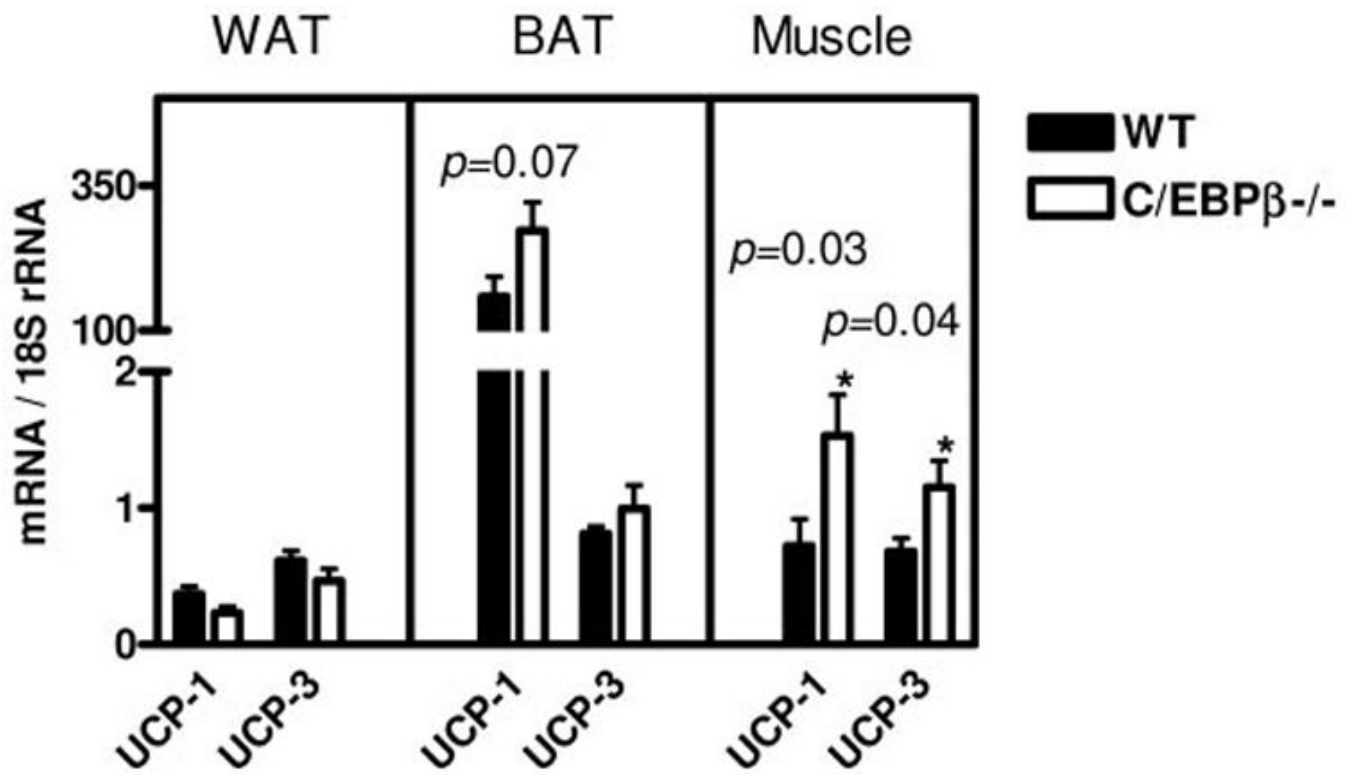 WAT BAT Muscle
WT
C/EBPβ-/-
p=0.07
350
p=0.03
p=0.04
100
2
*
*
1
0
mRNA / 18S rRNA
UCP-1 UCP-3 UCP-1 UCP-3 UCP-1 UCP-3